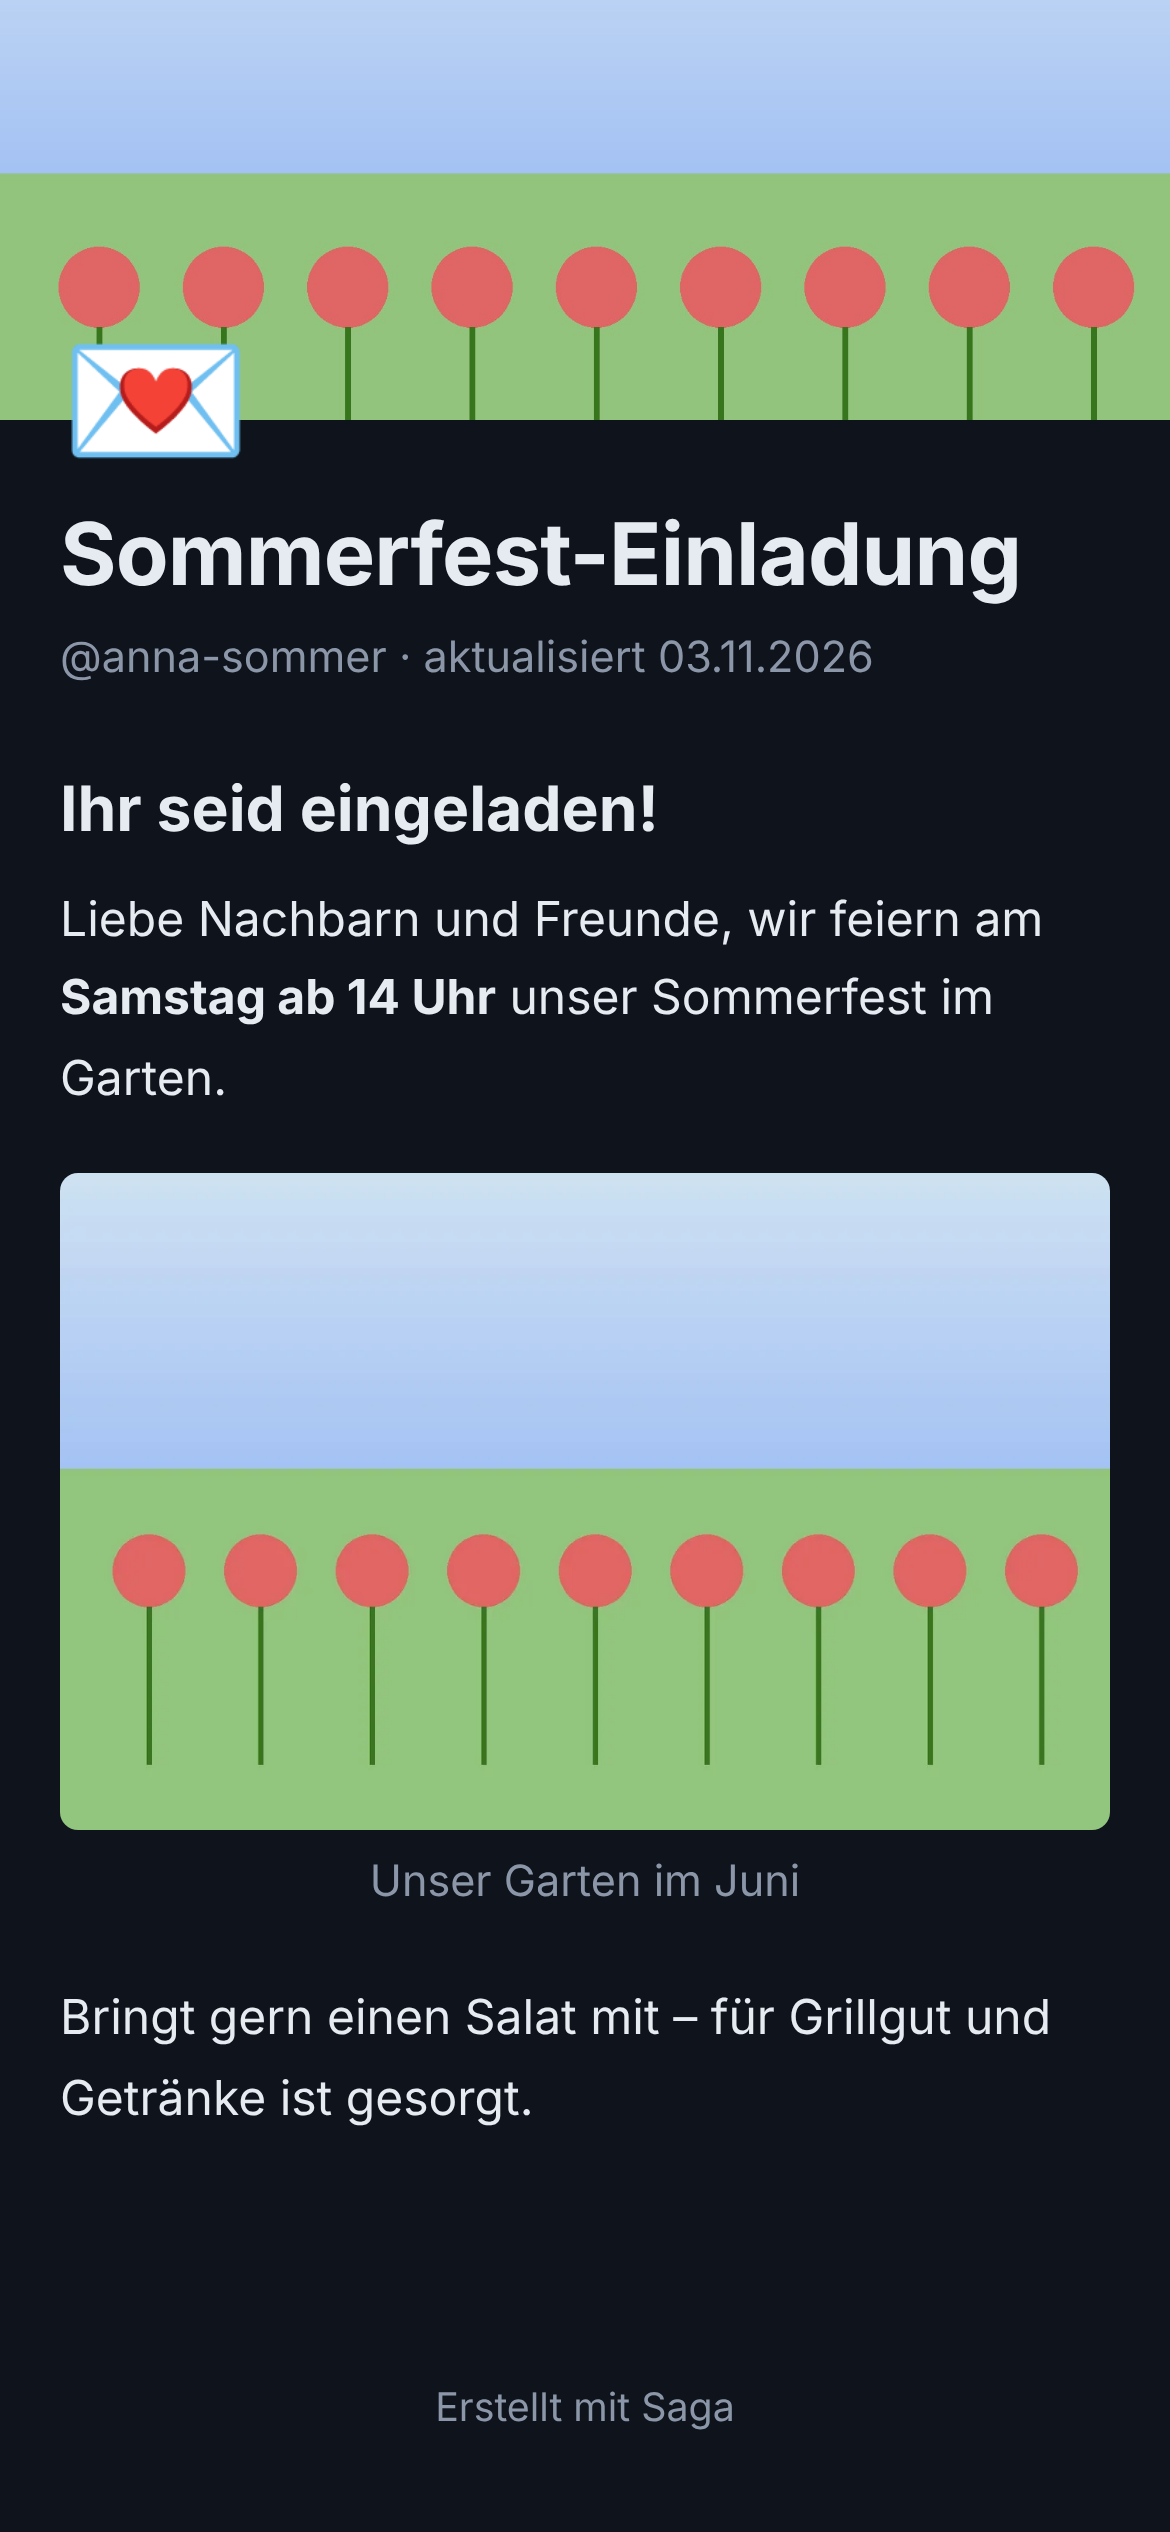 Sommerfest-Einladung
@anna-sommer · aktualisiert 03.11.2026
Ihr seid eingeladen!
Liebe Nachbarn und Freunde, wir feiern am
Samstag ab 14 Uhr unser Sommerfest im
Garten.
Unser Garten im Juni
Bringt gern einen Salat mit – für Grillgut und
Getränke ist gesorgt.
Erstellt mit Saga